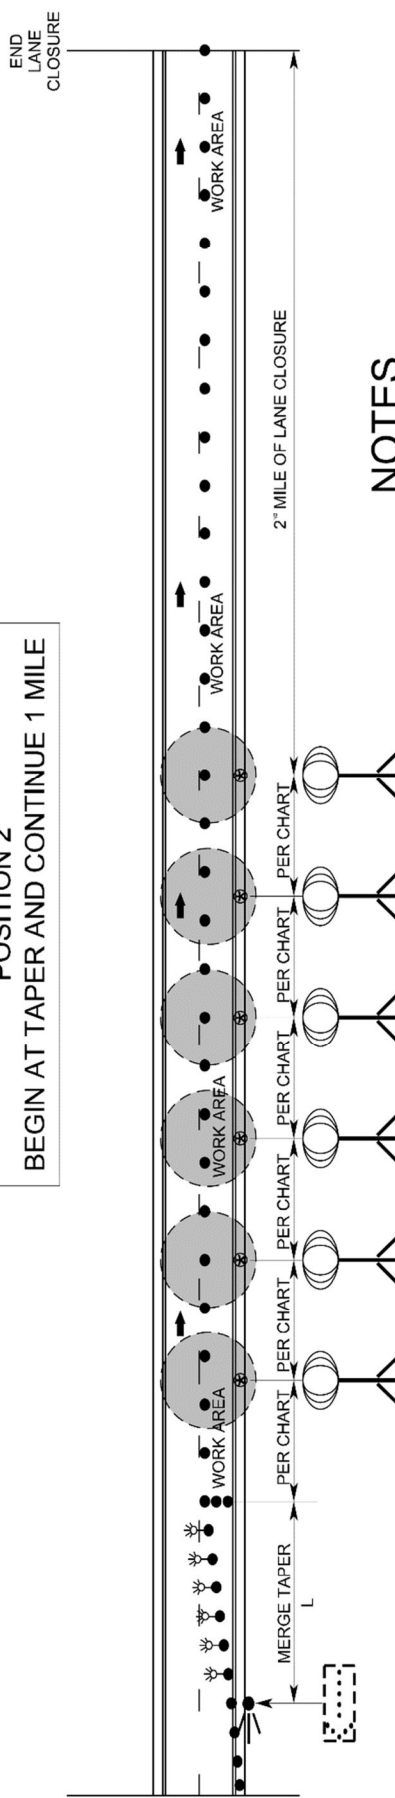 POSITION 2
BEGIN AT TAPER AND CONTINUE 1 MILE
MERGE TAPER
L
PER CHART
PER CHART
PER CHART
PER CHART
PER CHART
PER CHART
2ⁿᵈ MILE OF LANE CLOSURE
WORK AREA
WORK AREA
WORK AREA
WORK AREA
END
LANE
CLOSURE
NOTES